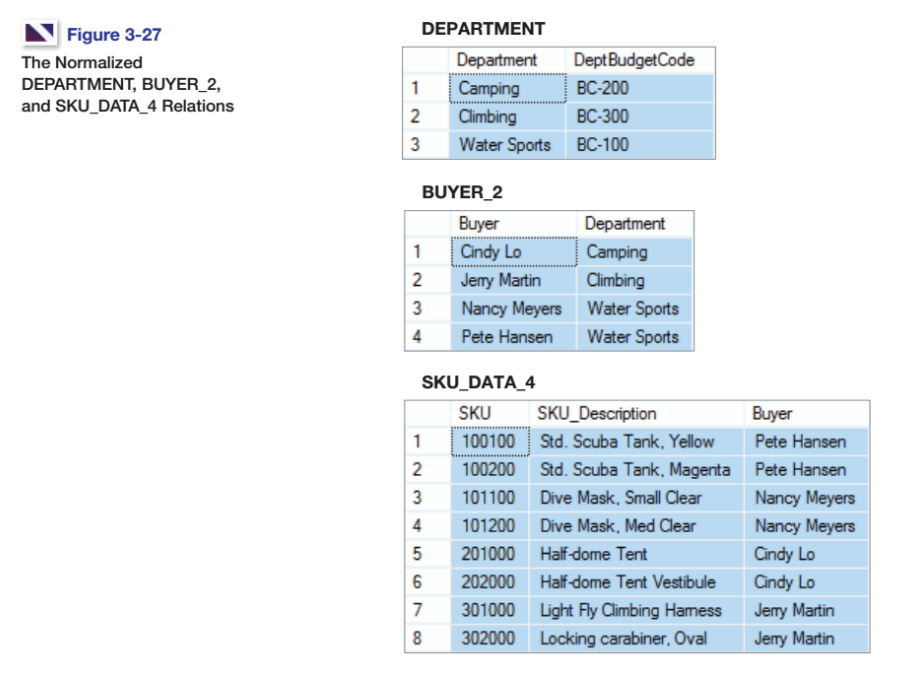 Figure 3-27
The Normalized
DEPARTMENT, BUYER_2,
and SKU_DATA_4 Relations
DEPARTMENT
Department DeptBudgetCode
1 Camping BC-200
2 Climbing BC-300
3 Water Sports BC-100
BUYER_2
Buyer Department
1 Cindy Lo Camping
2 Jerry Martin Climbing
3 Nancy Meyers Water Sports
4 Pete Hansen Water Sports
SKU_DATA_4
SKU SKU_Description Buyer
1 100100 Std. Scuba Tank, Yellow Pete Hansen
2 100200 Std. Scuba Tank, Magenta Pete Hansen
3 101100 Dive Mask, Small Clear Nancy Meyers
4 101200 Dive Mask, Med Clear Nancy Meyers
5 201000 Half-dome Tent Cindy Lo
6 202000 Half-dome Tent Vestibule Cindy Lo
7 301000 Light Fly Climbing Harness Jerry Martin
8 302000 Locking carabiner, Oval Jerry Martin